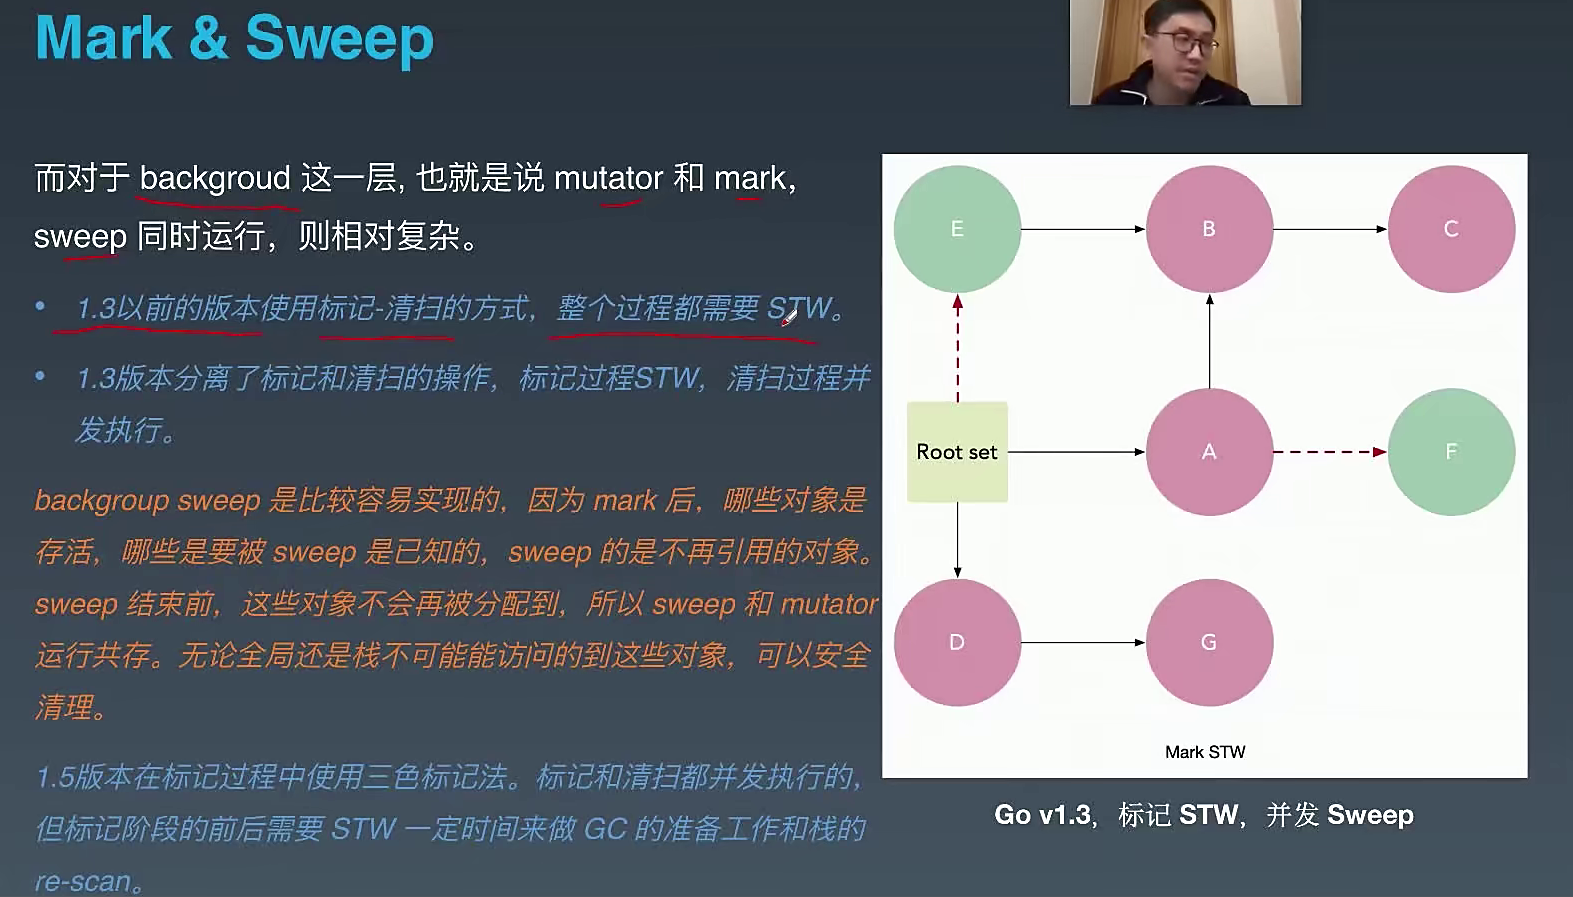 Mark & Sweep
而对于 backgroud 这一层, 也就是说 mutator 和 mark,
sweep 同时运行，则相对复杂。
• 1.3以前的版本使用标记-清扫的方式，整个过程都需要 STW。
• 1.3版本分离了标记和清扫的操作，标记过程STW，清扫过程并
发执行。
backgroup sweep 是比较容易实现的，因为 mark 后，哪些对象是
存活，哪些是要被 sweep 是已知的，sweep 的是不再引用的对象。
sweep 结束前，这些对象不会再被分配到，所以 sweep 和 mutator
运行共存。无论全局还是栈不可能能访问的到这些对象，可以安全
清理。
1.5版本在标记过程中使用三色标记法。标记和清扫都并发执行的，
但标记阶段的前后需要 STW 一定时间来做 GC 的准备工作和栈的
re-scan。
E
B
C
Root set
A
F
D
G
Mark STW
Go v1.3，标记 STW，并发 Sweep